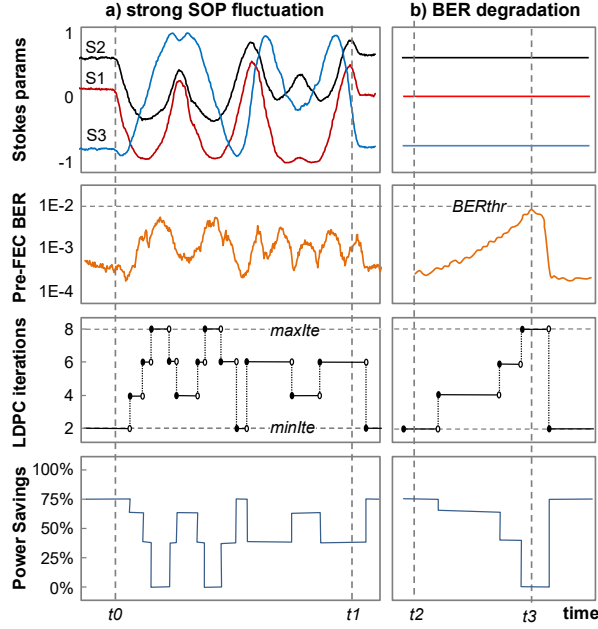 a) strong SOP fluctuation
b) BER degradation
Stokes params
1
0
-1
S2
S1
S3
Pre-FEC BER
1E-2
1E-3
1E-4
BERthr
LDPC iterations
8
6
4
2
maxIte
minIte
Power Savings
100%
75%
50%
25%
0%
t0
t1
t2
t3
time